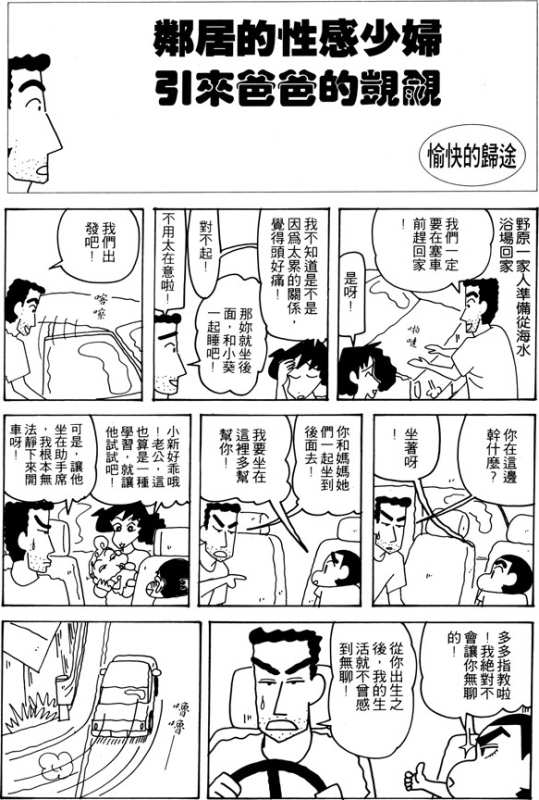 鄰居的性感少婦
引來爸爸的覬覦
愉快的歸途
野原一家人準備從海水
浴場回家
我們一定
要在塞車
前趕回家
！
是呀！
我不知道是不是
因為太累的關係，
覺得頭好痛！
那妳就坐後
面，和小葵
一起睡吧！
對不起！
不用太在意啦！
我們出
發吧！
喀嚓
你在這邊
幹什麼？
坐著呀
！
你和媽媽她
們一起坐到
後面去！
我要坐在
這裡多幫
幫你！
小新好乖哦
！老公，這
也算是一種
學習，就讓
他試試吧！
可是，讓他
坐在助手席
，我根本無
法靜下來開
車呀！
多多指教啦
！我絕對不
會讓你無聊
的！
從你出生之
後，我的生
活就不曾感
到無聊！
嚕嚕